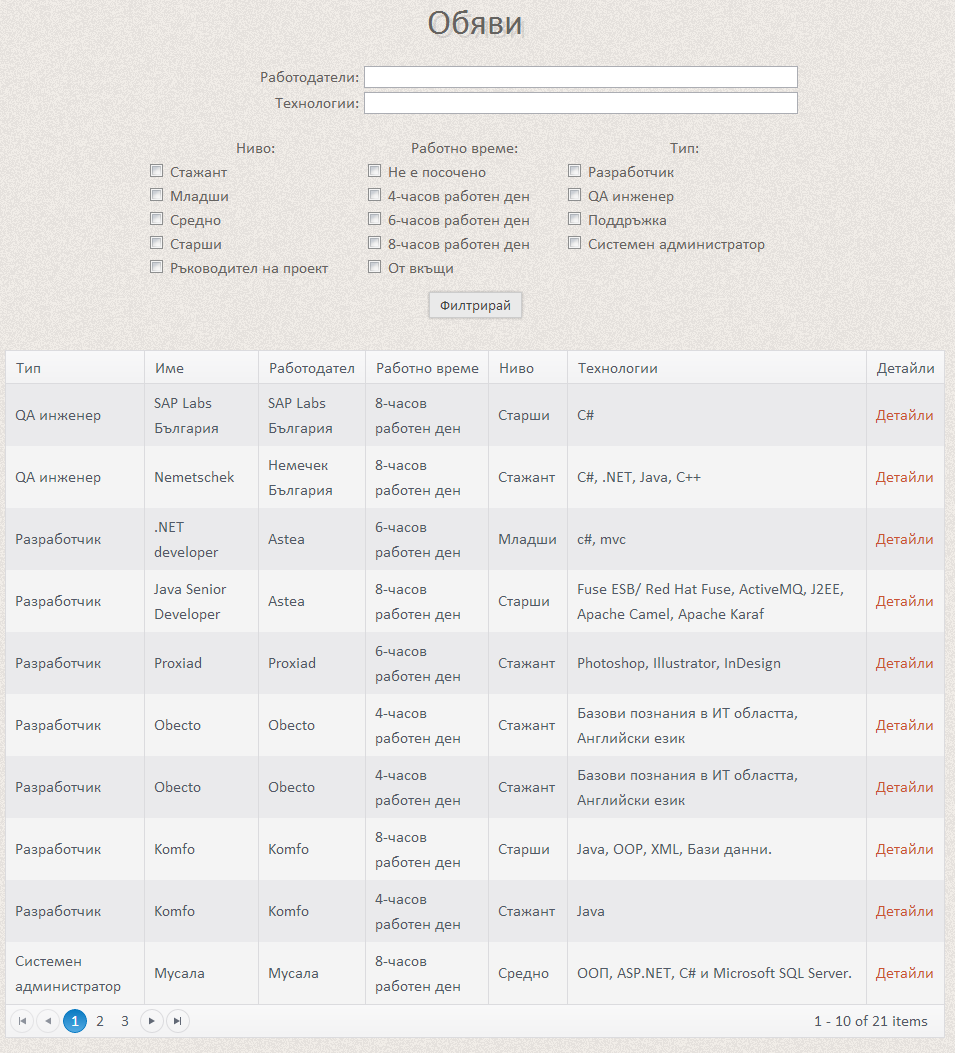 Обяви
Работодатели:
Технологии:
Ниво: Работно време: Тип:
Стажант Не е посочено Разработчик
Младши 4-часов работен ден QA инженер
Средно 6-часов работен ден Поддръжка
Старши 8-часов работен ден Системен администратор
Ръководител на проект От вкъщи
Филтрирай
Тип Име Работодател Работно време Ниво Технологии Детайли
QA инженер SAP Labs България SAP Labs България 8-часов работен ден Старши C# Детайли
QA инженер Nemetschek Немечек България 8-часов работен ден Стажант C#, .NET, Java, C++ Детайли
Разработчик .NET developer Astea 6-часов работен ден Младши c#, mvc Детайли
Разработчик Java Senior Developer Astea 8-часов работен ден Старши Fuse ESB/ Red Hat Fuse, ActiveMQ, J2EE, Apache Camel, Apache Karaf Детайли
Разработчик Proxiad Proxiad 6-часов работен ден Стажант Photoshop, Illustrator, InDesign Детайли
Разработчик Obecto Obecto 4-часов работен ден Стажант Базови познания в ИТ областта, Английски език Детайли
Разработчик Obecto Obecto 4-часов работен ден Стажант Базови познания в ИТ областта, Английски език Детайли
Разработчик Komfo Komfo 8-часов работен ден Старши Java, OOP, XML, Бази данни. Детайли
Разработчик Komfo Komfo 4-часов работен ден Стажант Java Детайли
Системен администратор Мусала Мусала 8-часов работен ден Средно ООП, ASP.NET, C# и Microsoft SQL Server. Детайли
1 2 3 1 - 10 of 21 items